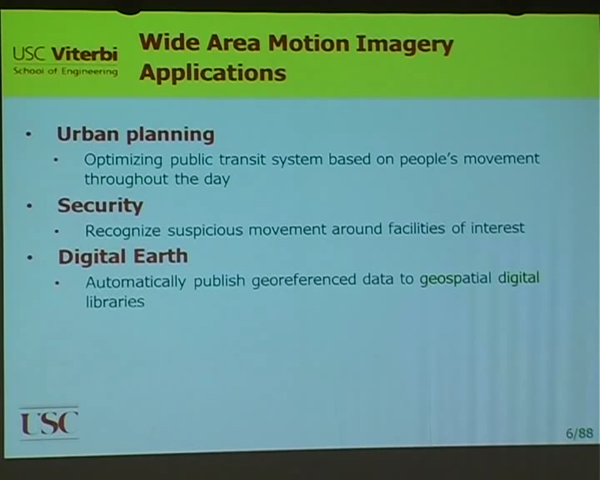 USC Viterbi
School of Engineering
Wide Area Motion Imagery
Applications
• Urban planning
• Optimizing public transit system based on people's movement
throughout the day
• Security
• Recognize suspicious movement around facilities of interest
• Digital Earth
• Automatically publish georeferenced data to geospatial digital
libraries
USC
6/88